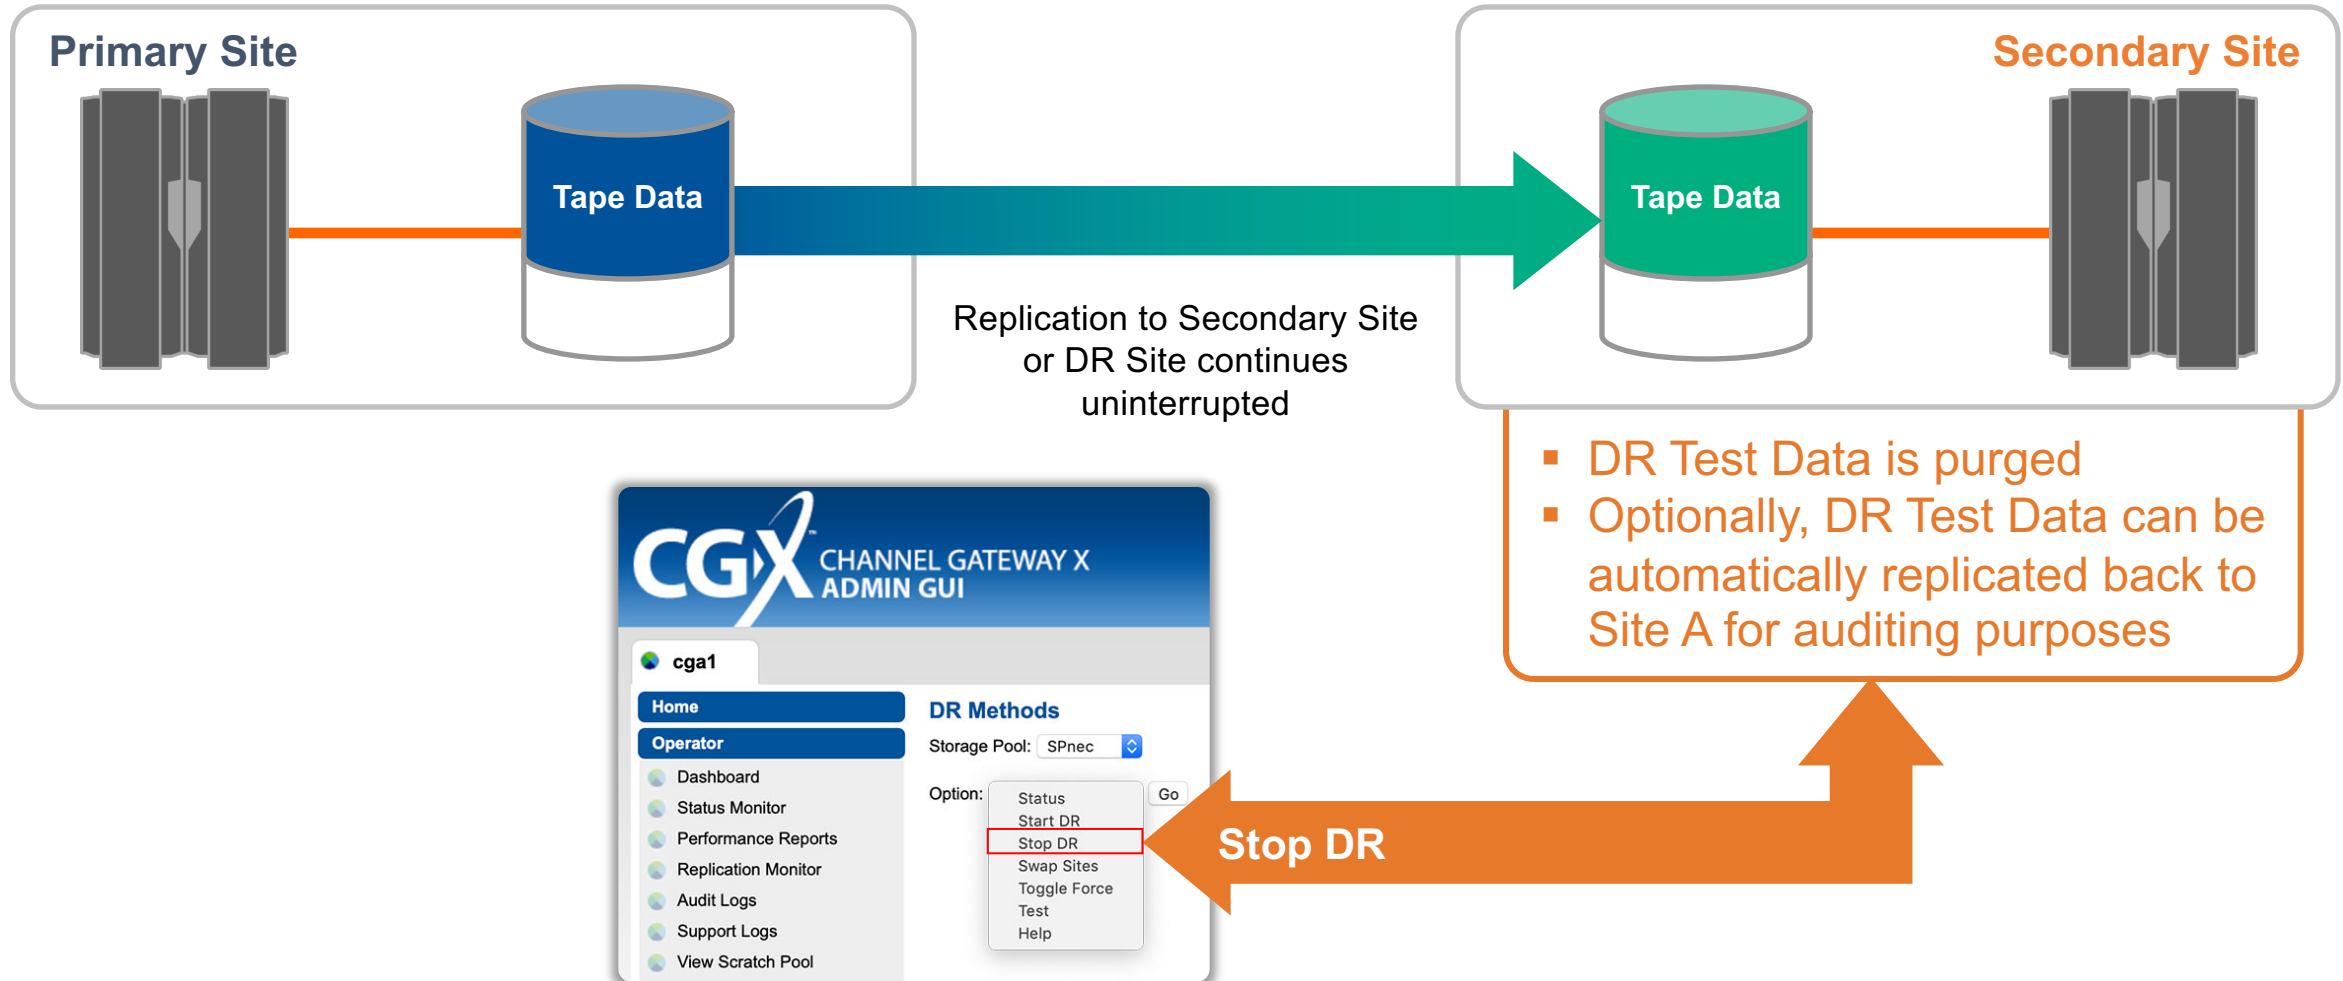 Primary Site
Secondary Site
Tape Data
Tape Data
Replication to Secondary Site
or DR Site continues
uninterrupted
▪ DR Test Data is purged
▪ Optionally, DR Test Data can be
automatically replicated back to
Site A for auditing purposes
CGX™
CHANNEL GATEWAY X
ADMIN GUI
cga1
Home
Operator
Dashboard
Status Monitor
Performance Reports
Replication Monitor
Audit Logs
Support Logs
View Scratch Pool
DR Methods
Storage Pool: SPnec
Option:
Go
Status
Start DR
Stop DR
Swap Sites
Toggle Force
Test
Help
Stop DR